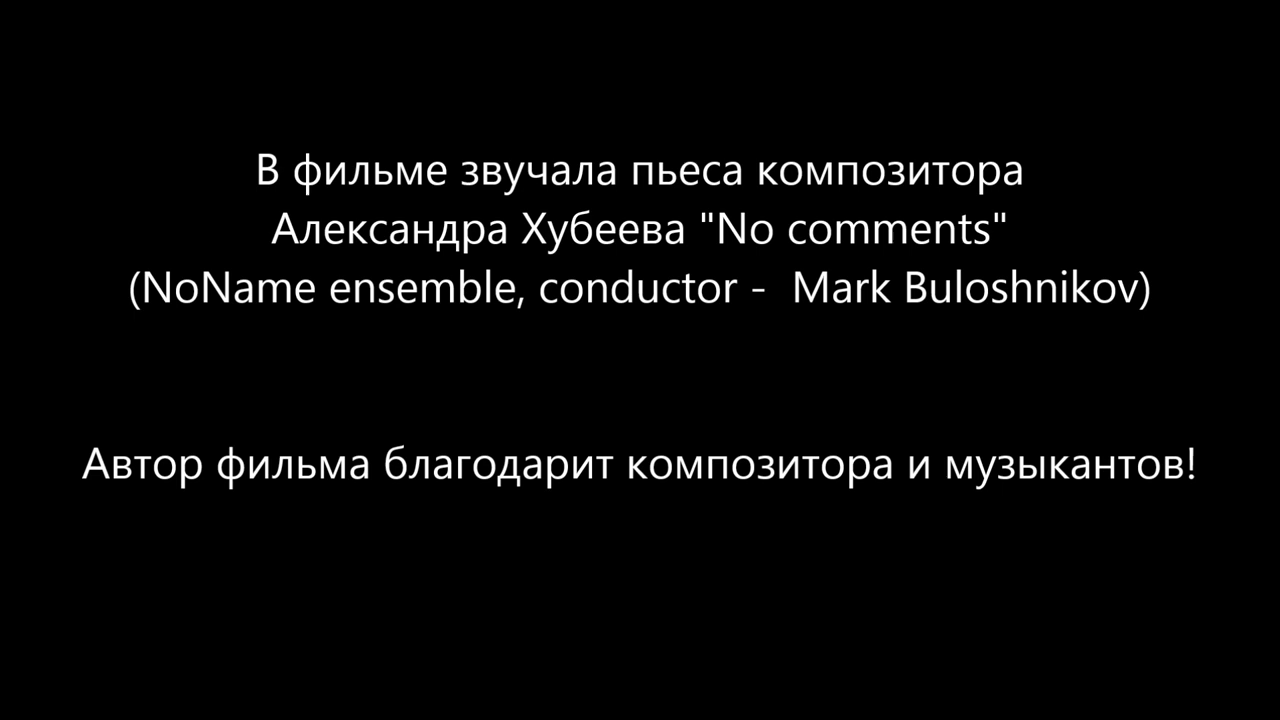 В фильме звучала пьеса композитора
Александра Хубеева "No comments"
(NoName ensemble, conductor -  Mark Buloshnikov)
Автор фильма благодарит композитора и музыкантов!